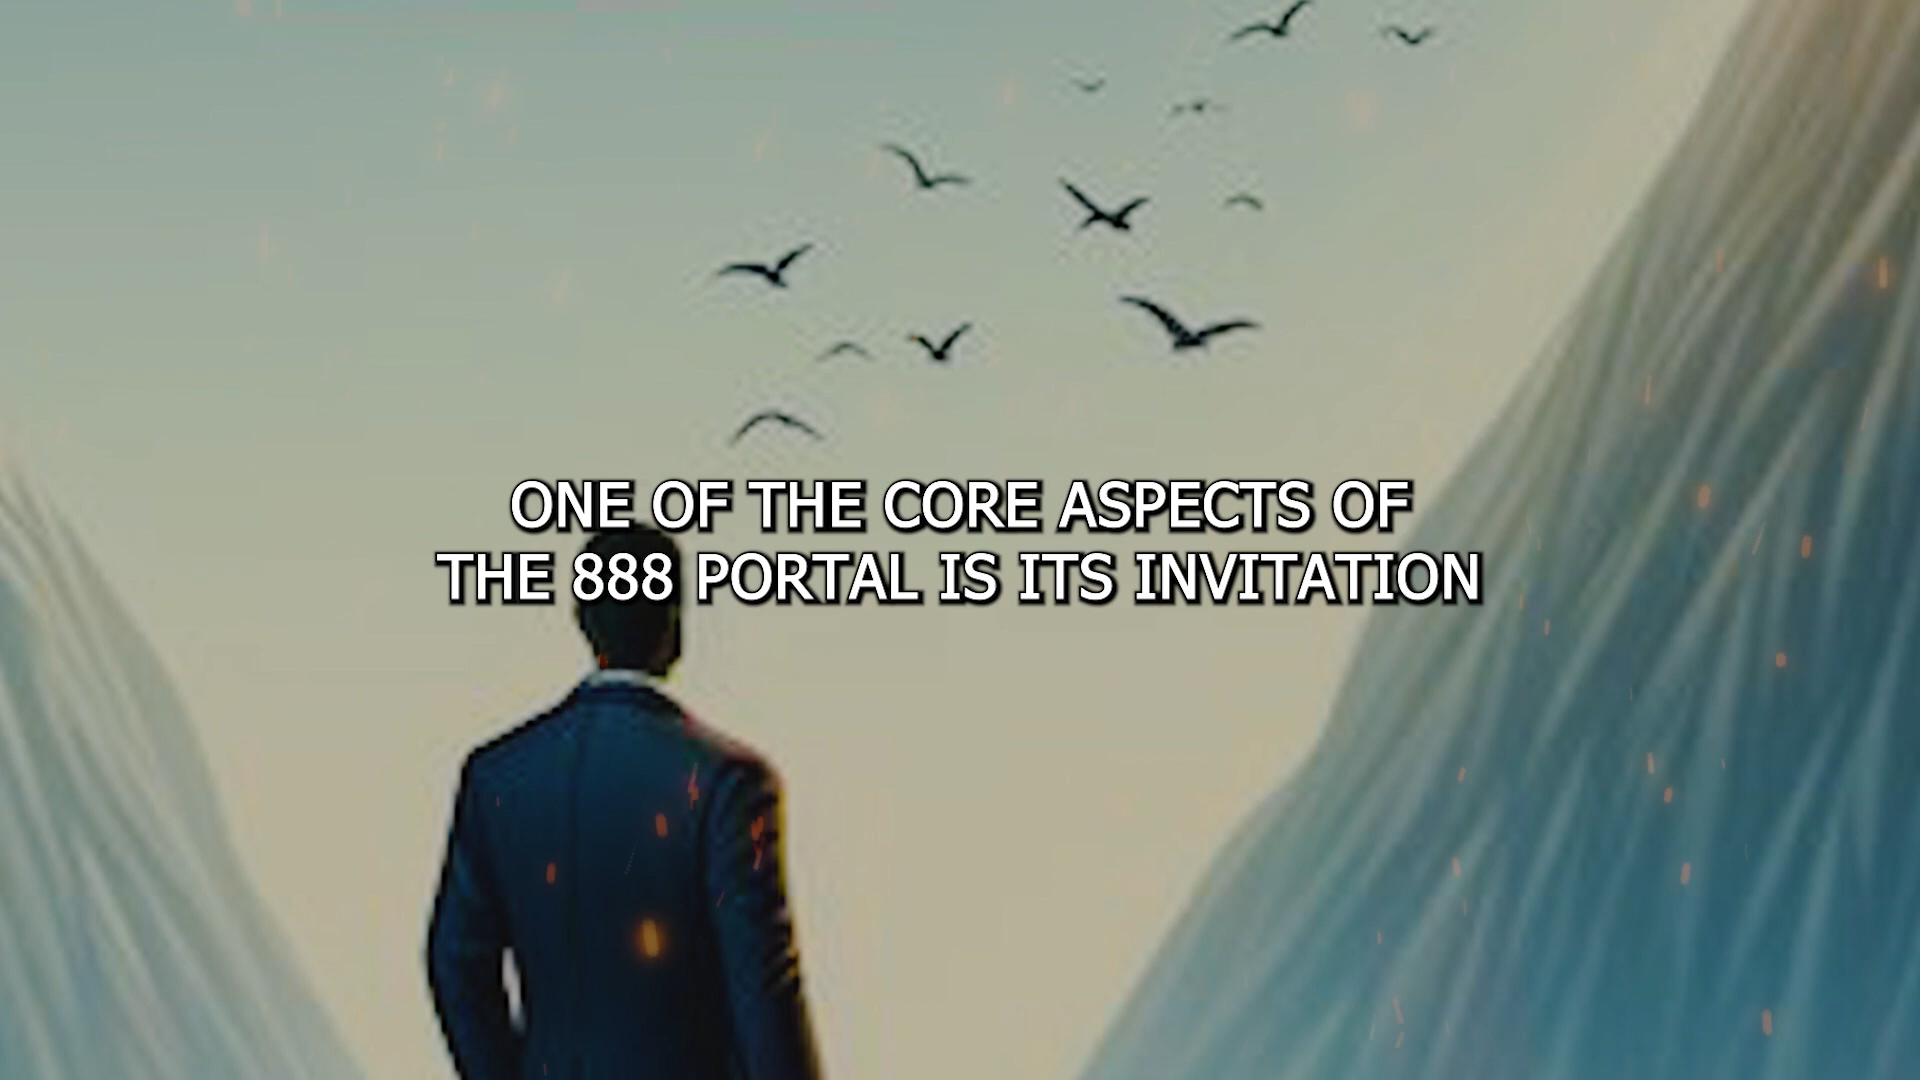 ONE OF THE CORE ASPECTS OF
THE 888 PORTAL IS ITS INVITATION